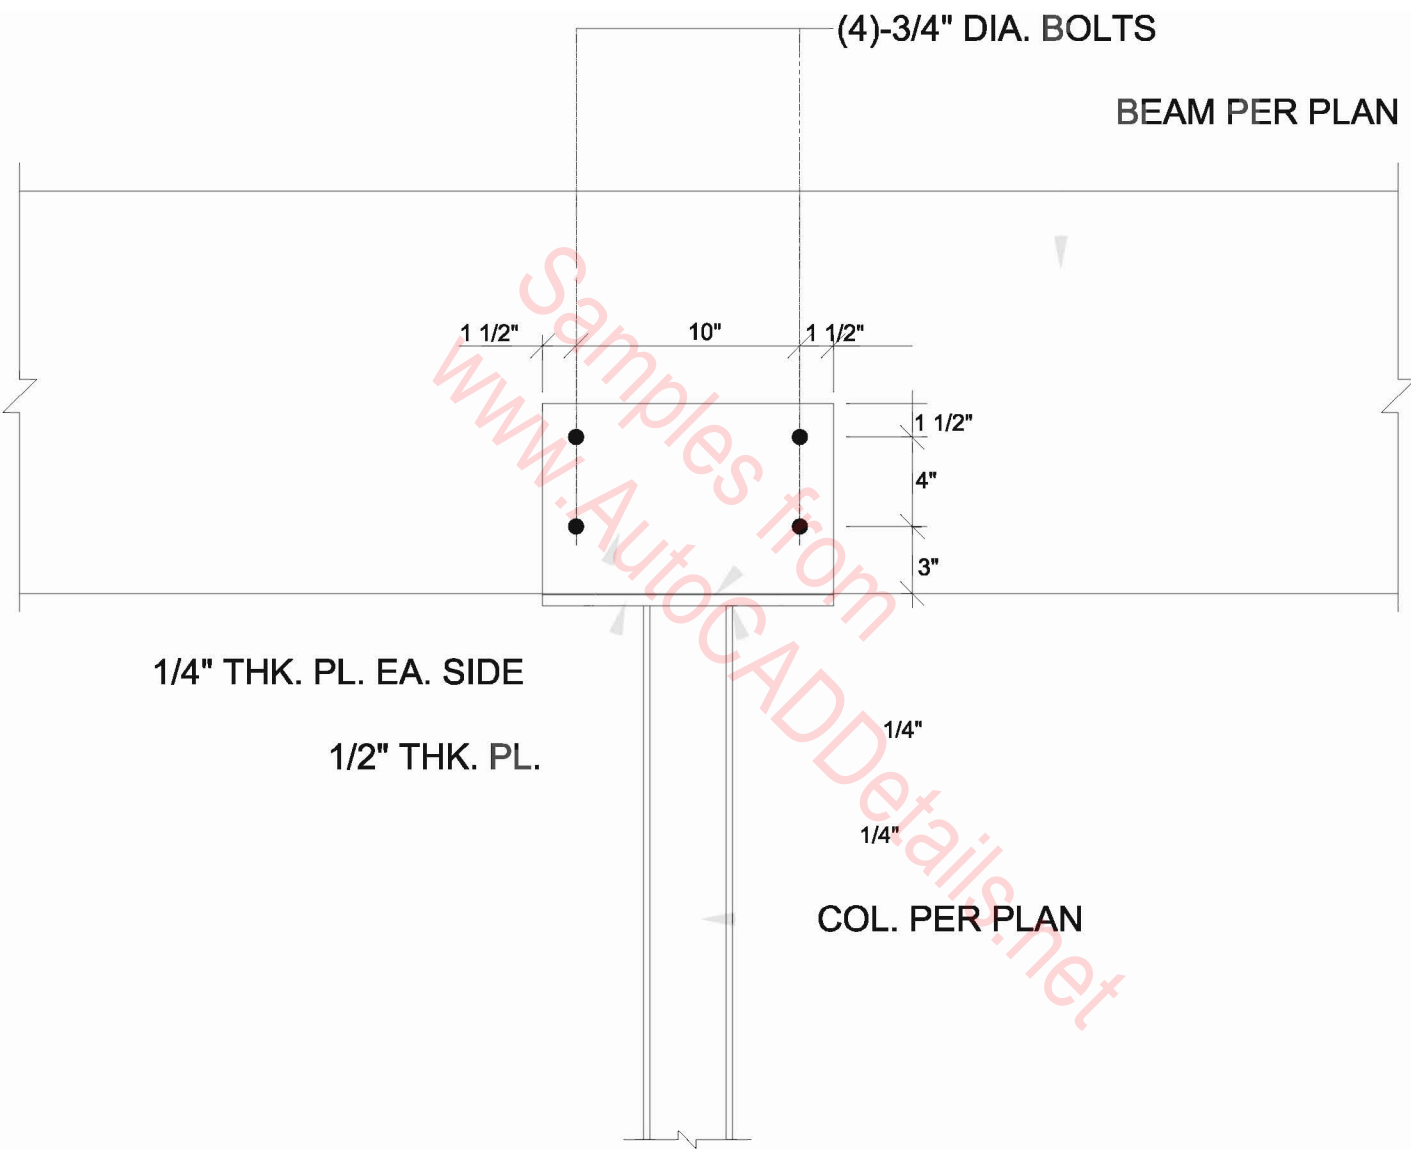 (4)-3/4" DIA. BOLTS
BEAM PER PLAN
1 1/2"
10"
1 1/2"
1 1/2"
4"
3"
1/4" THK. PL. EA. SIDE
1/2" THK. PL.
1/4"
1/4"
COL. PER PLAN
Samples from
www.AutoCADDetails.net